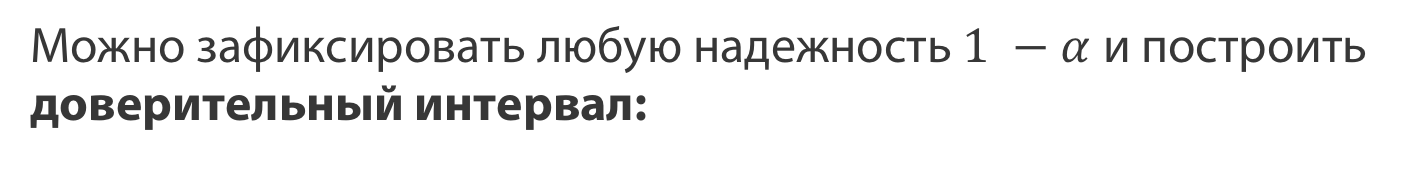 Можно зафиксировать любую надежность 1 − α и построить
доверительный интервал: